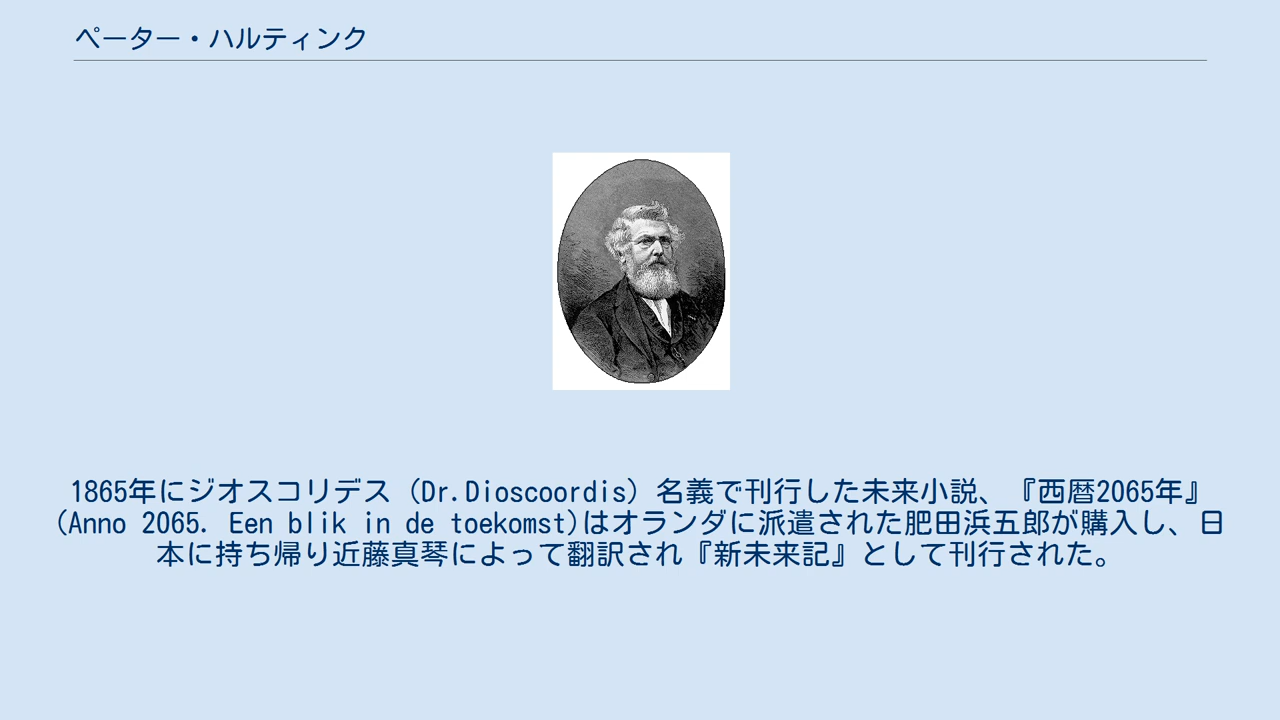 ペーター・ハルティンク
1865年にジオスコリデス（Dr.Dioscoordis）名義で刊行した未来小説、『西暦2065年』
(Anno 2065. Een blik in de toekomst)はオランダに派遣された肥田浜五郎が購入し、日
本に持ち帰り近藤真琴によって翻訳され『新未来記』として刊行された。